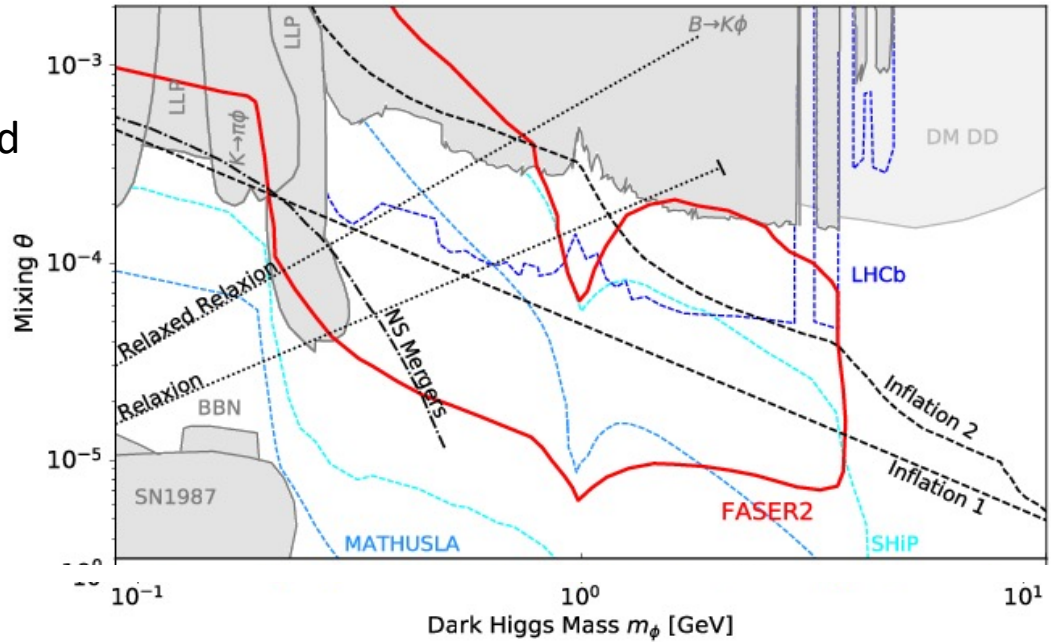 d
10⁻³
10⁻⁴
10⁻⁵
Mixing θ
LLP
LLP
K→πϕ
B→Kϕ
DM DD
LHCb
Relaxed Relaxion
Relaxion
NS Mergers
BBN
SN1987
MATHUSLA
FASER2
SHiP
Inflation 2
Inflation 1
10⁻¹
10⁰
10¹
Dark Higgs Mass mϕ [GeV]